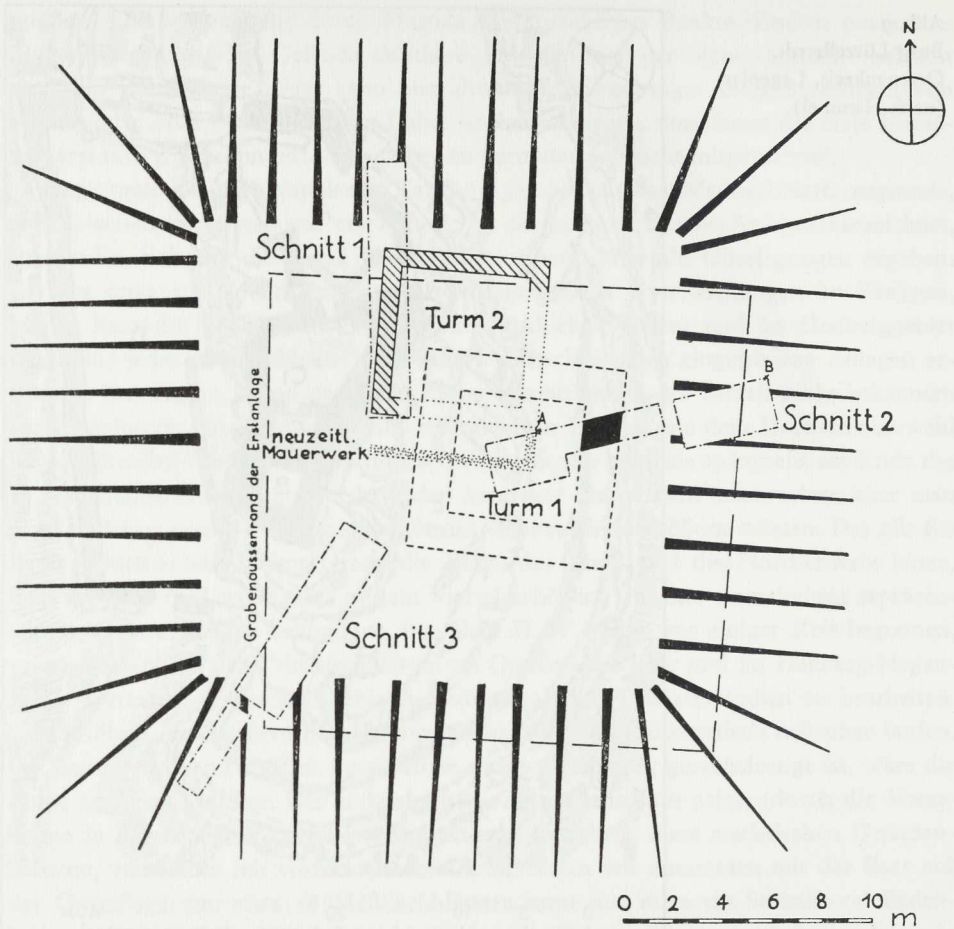 N
Schnitt 1
Turm 2
B
A
Schnitt 2
neuzeitl.
Mauerwerk
Turm 1
Grabenaussenrand der Erstanlage
Schnitt 3
0 2 4 6 8 10
m